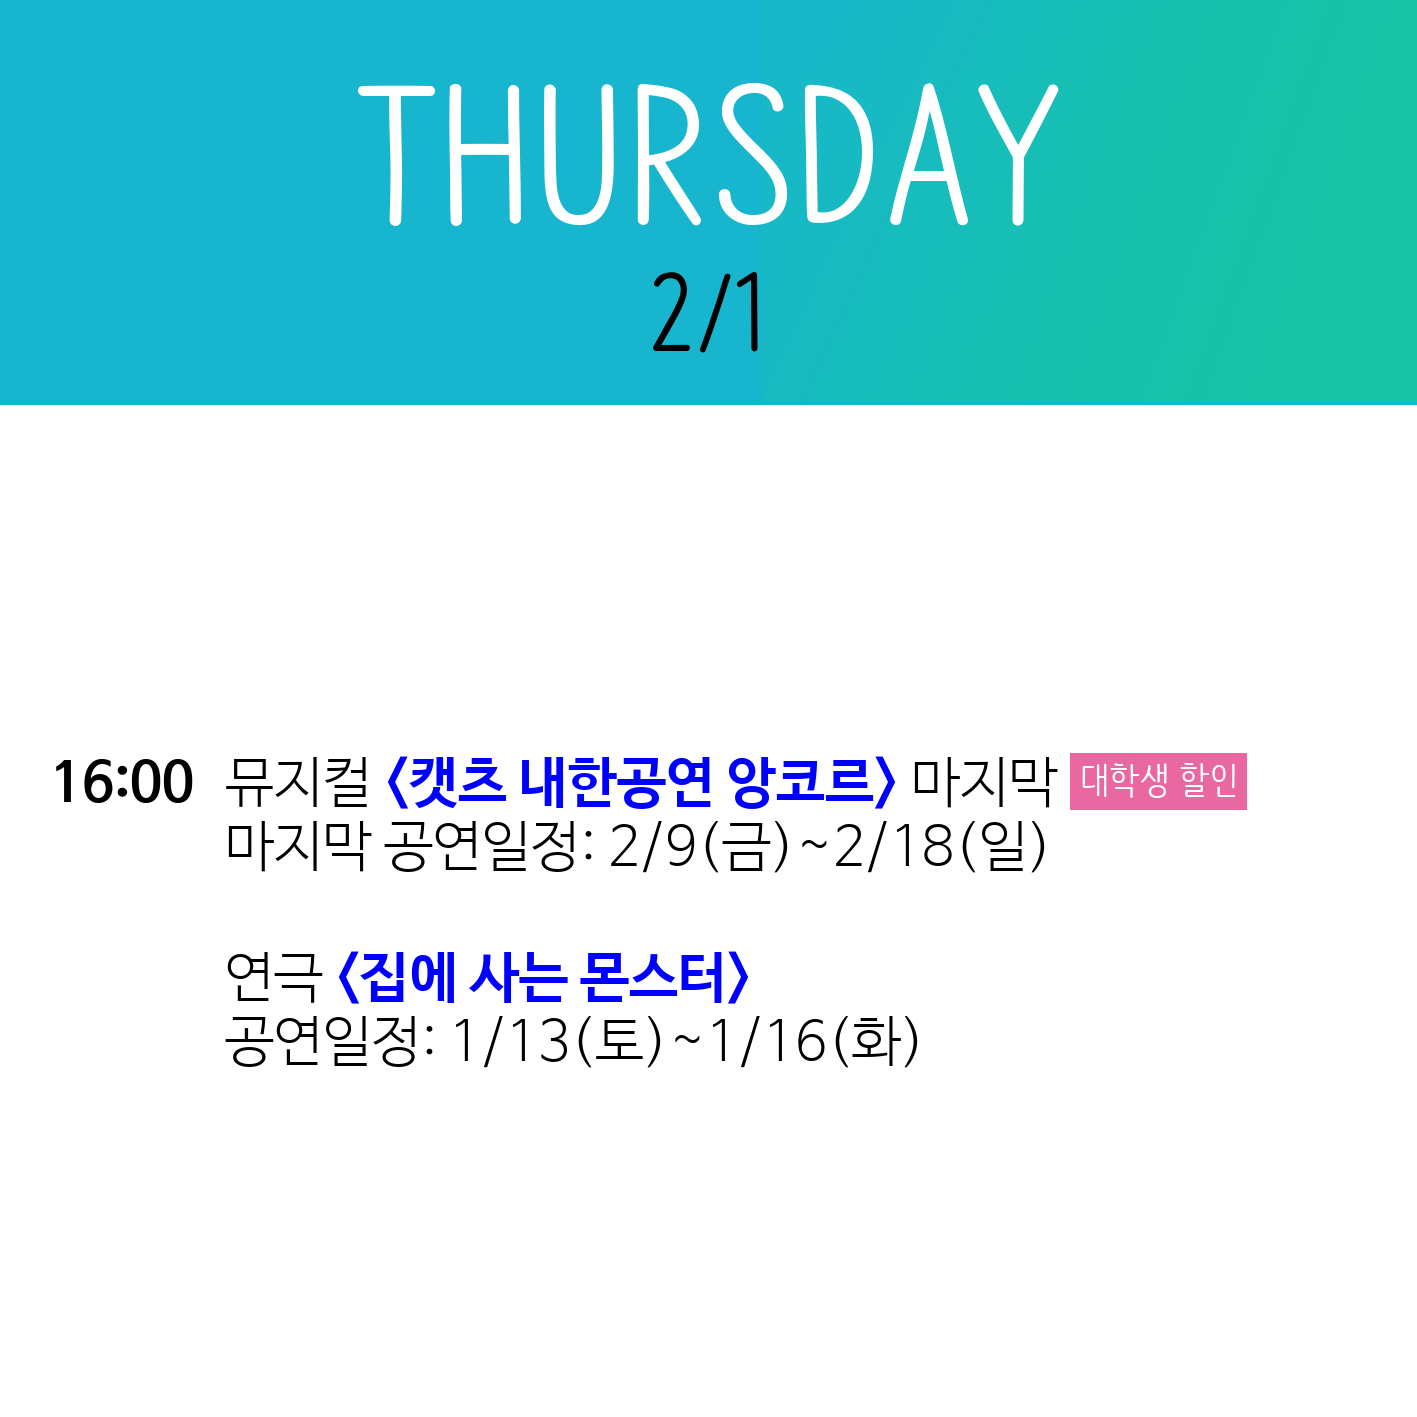 THURSDAY
2/1
16:00 뮤지컬 <캣츠 내한공연 앙코르> 마지막 대학생 할인
마지막 공연일정: 2/9(금)~2/18(일)
연극 <집에 사는 몬스터>
공연일정: 1/13(토)~1/16(화)